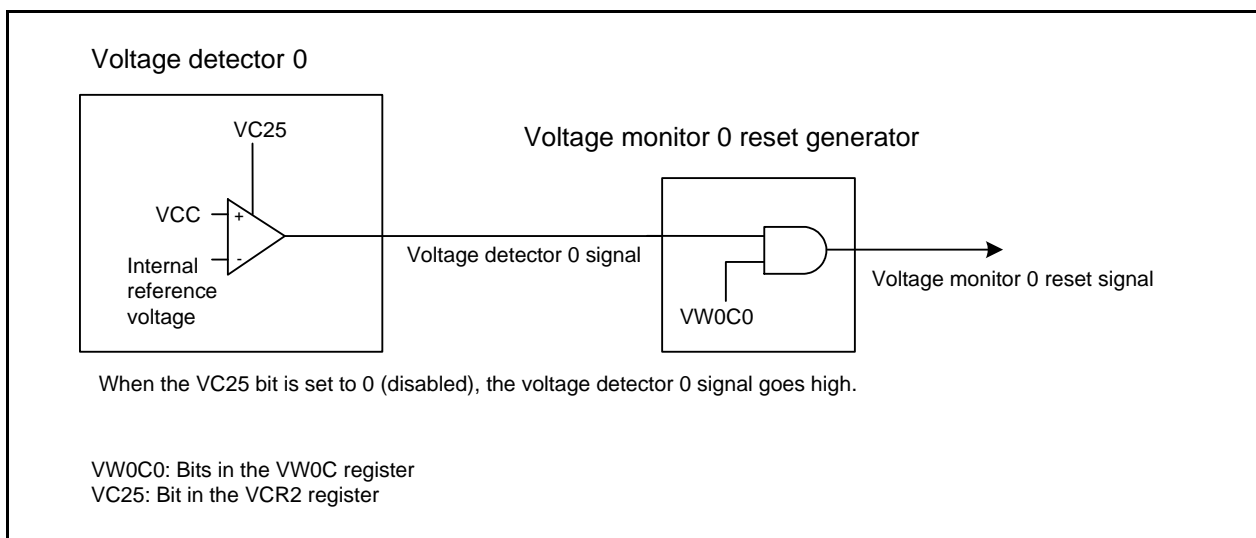 Voltage detector 0
VC25
Voltage monitor 0 reset generator
VCC
+
-
Internal
reference
voltage
Voltage detector 0 signal
VW0C0
Voltage monitor 0 reset signal
When the VC25 bit is set to 0 (disabled), the voltage detector 0 signal goes high.
VW0C0: Bits in the VW0C register
VC25: Bit in the VCR2 register